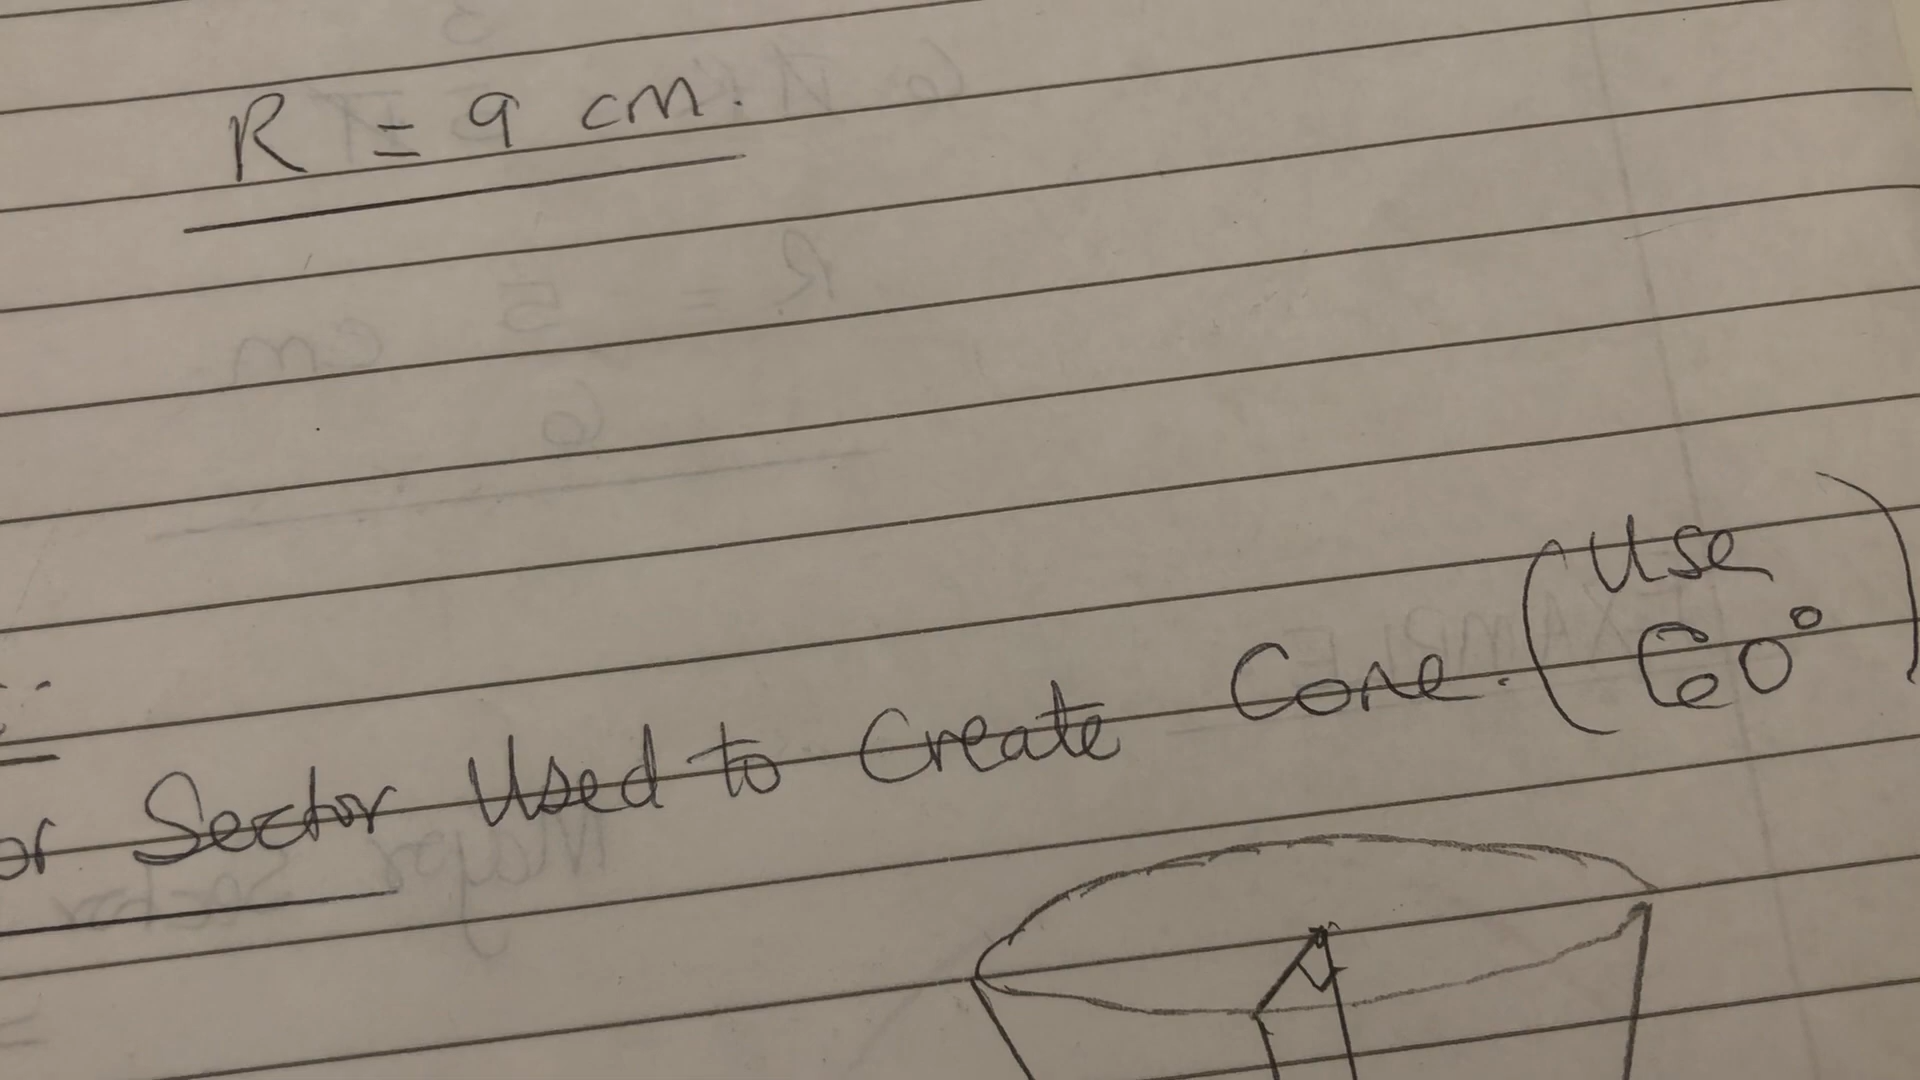 R = 9 cm.
(Use
60°)
or Sector Used to Create Cone.